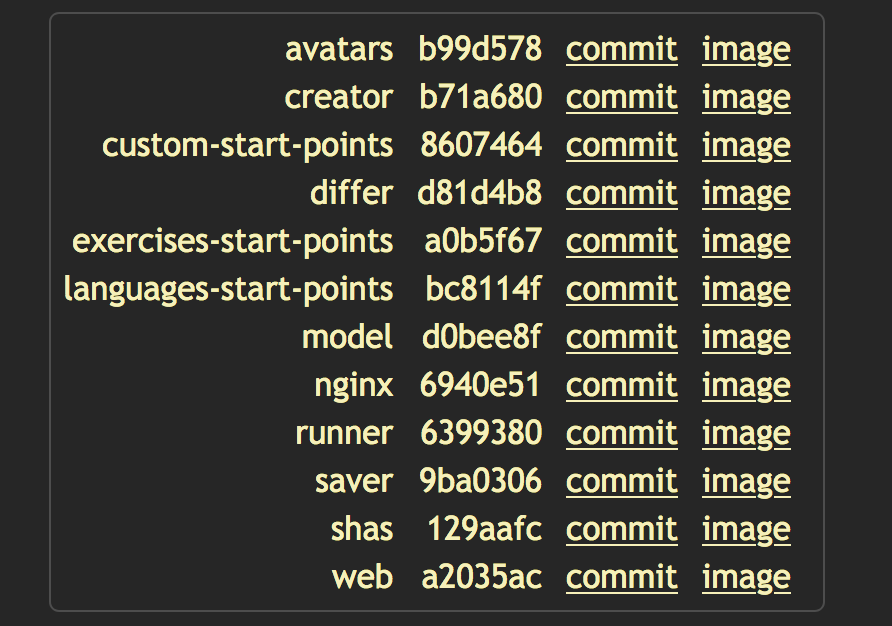 avatars b99d578 commit image
creator b71a680 commit image
custom-start-points 8607464 commit image
differ d81d4b8 commit image
exercises-start-points a0b5f67 commit image
languages-start-points bc8114f commit image
model d0bee8f commit image
nginx 6940e51 commit image
runner 6399380 commit image
saver 9ba0306 commit image
shas 129aafc commit image
web a2035ac commit image